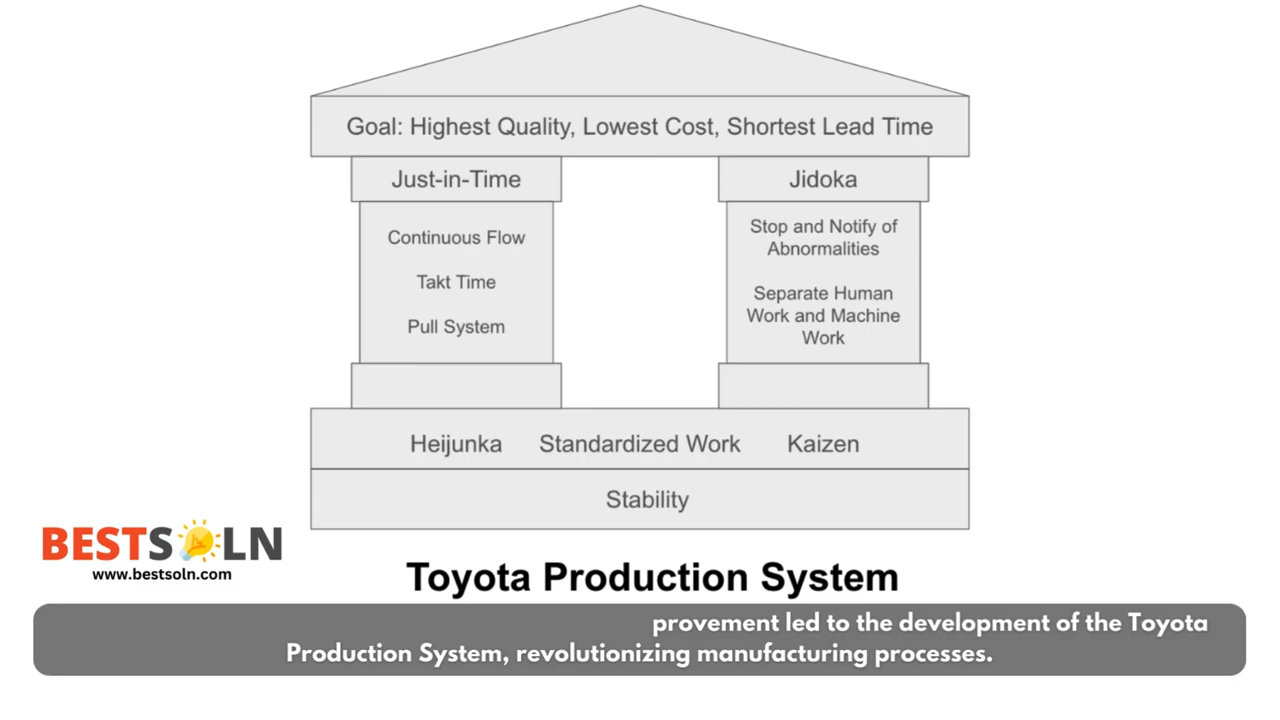 Goal: Highest Quality, Lowest Cost, Shortest Lead Time
Just-in-Time
Continuous Flow
Takt Time
Pull System
Jidoka
Stop and Notify of
Abnormalities
Separate Human
Work and Machine
Work
Heijunka Standardized Work Kaizen
Stability
BESTSOLN
www.bestsoln.com
Toyota Production System
provement led to the development of the Toyota
Production System, revolutionizing manufacturing processes.